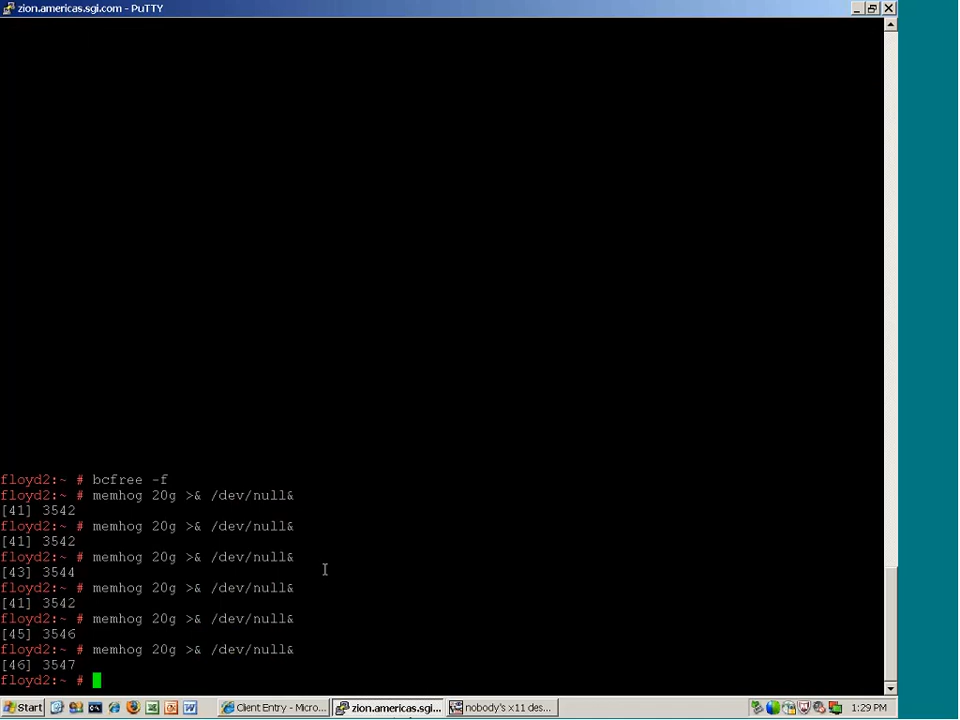 zion.americas.sgi.com - PuTTY
floyd2:~ # bcfree -f
floyd2:~ # memhog 20g >& /dev/null&
[41] 3542
floyd2:~ # memhog 20g >& /dev/null&
[41] 3542
floyd2:~ # memhog 20g >& /dev/null&
[43] 3544
floyd2:~ # memhog 20g >& /dev/null&
[41] 3542
floyd2:~ # memhog 20g >& /dev/null&
[45] 3546
floyd2:~ # memhog 20g >& /dev/null&
[46] 3547
floyd2:~ #
Start Client Entry - Micro... zion.americas.sgi.... nobody's x11 des... 1:29 PM